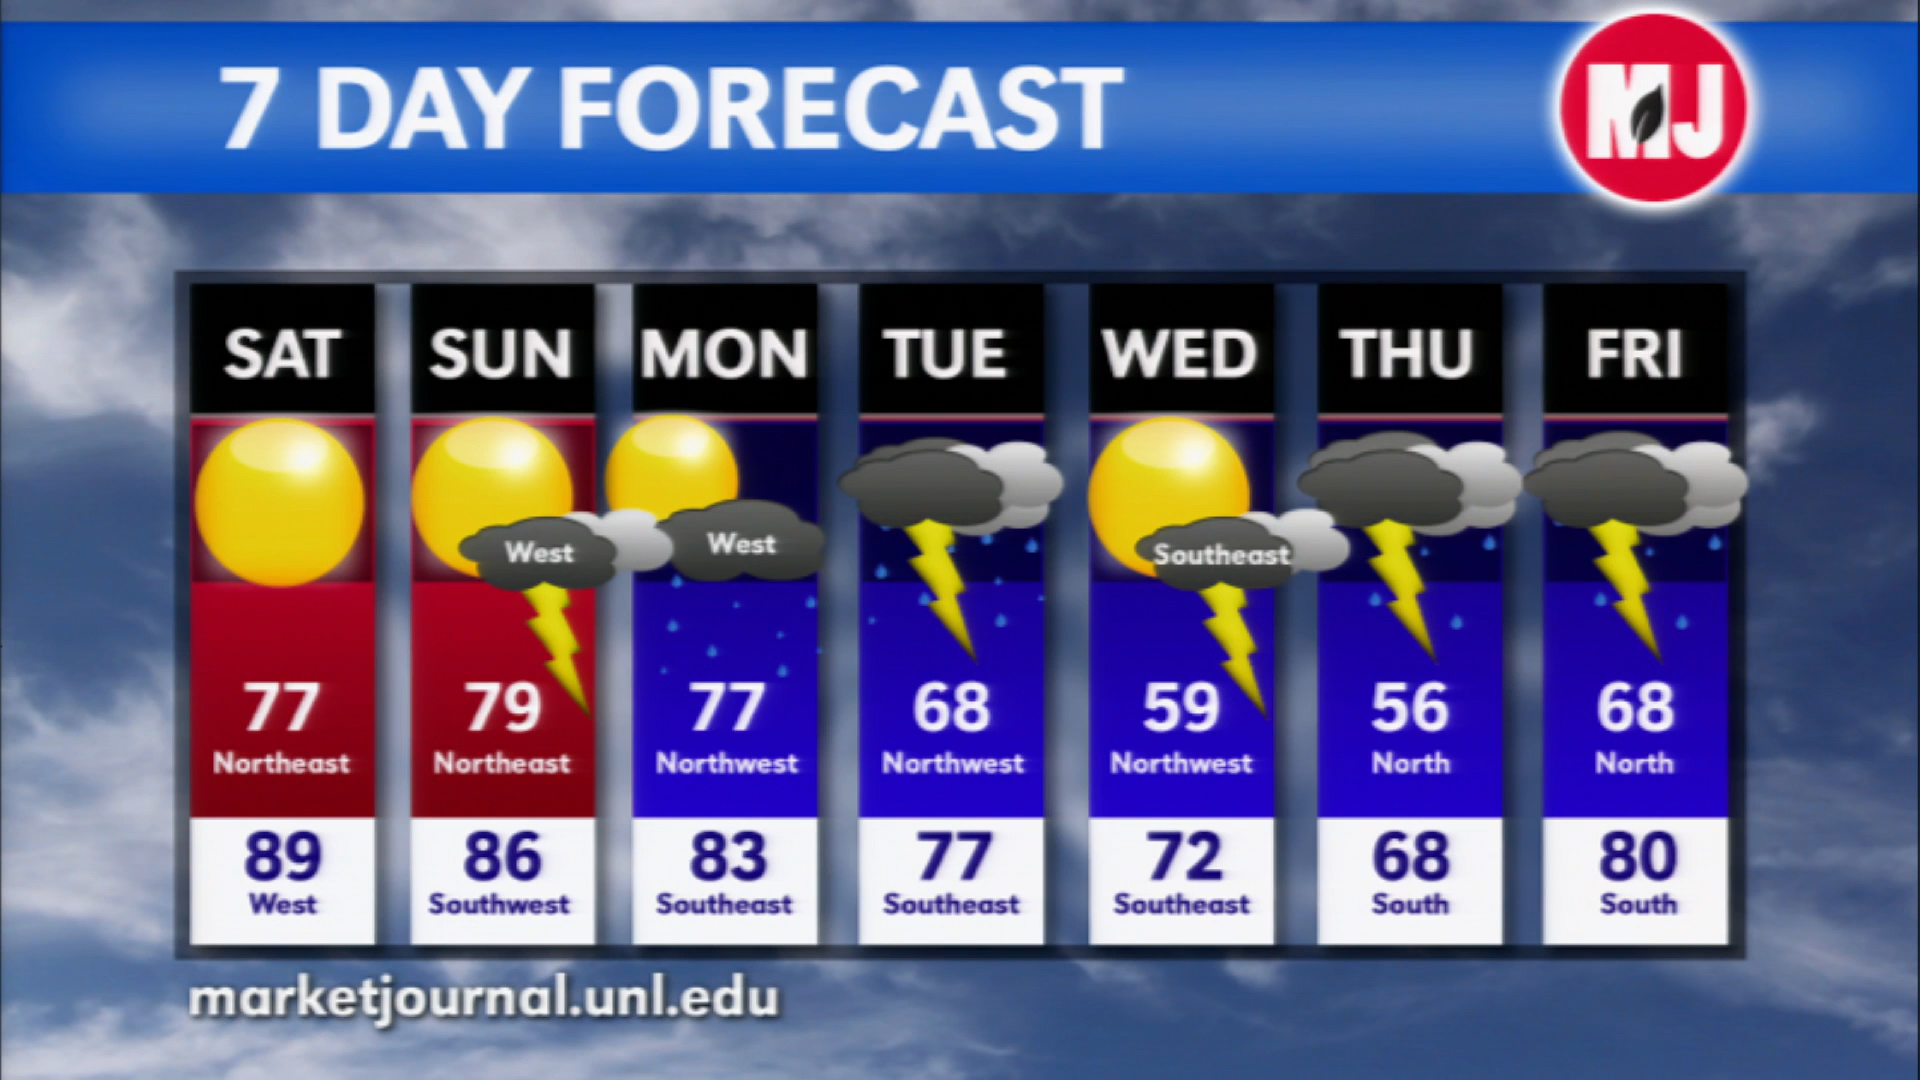 7 DAY FORECAST
MJ
SAT
SUN
MON
TUE
WED
THU
FRI
West
West
Southeast
77
Northeast
79
Northeast
77
Northwest
68
Northwest
59
Northwest
56
North
68
North
89
West
86
Southwest
83
Southeast
77
Southeast
72
Southeast
68
South
80
South
marketjournal.unl.edu